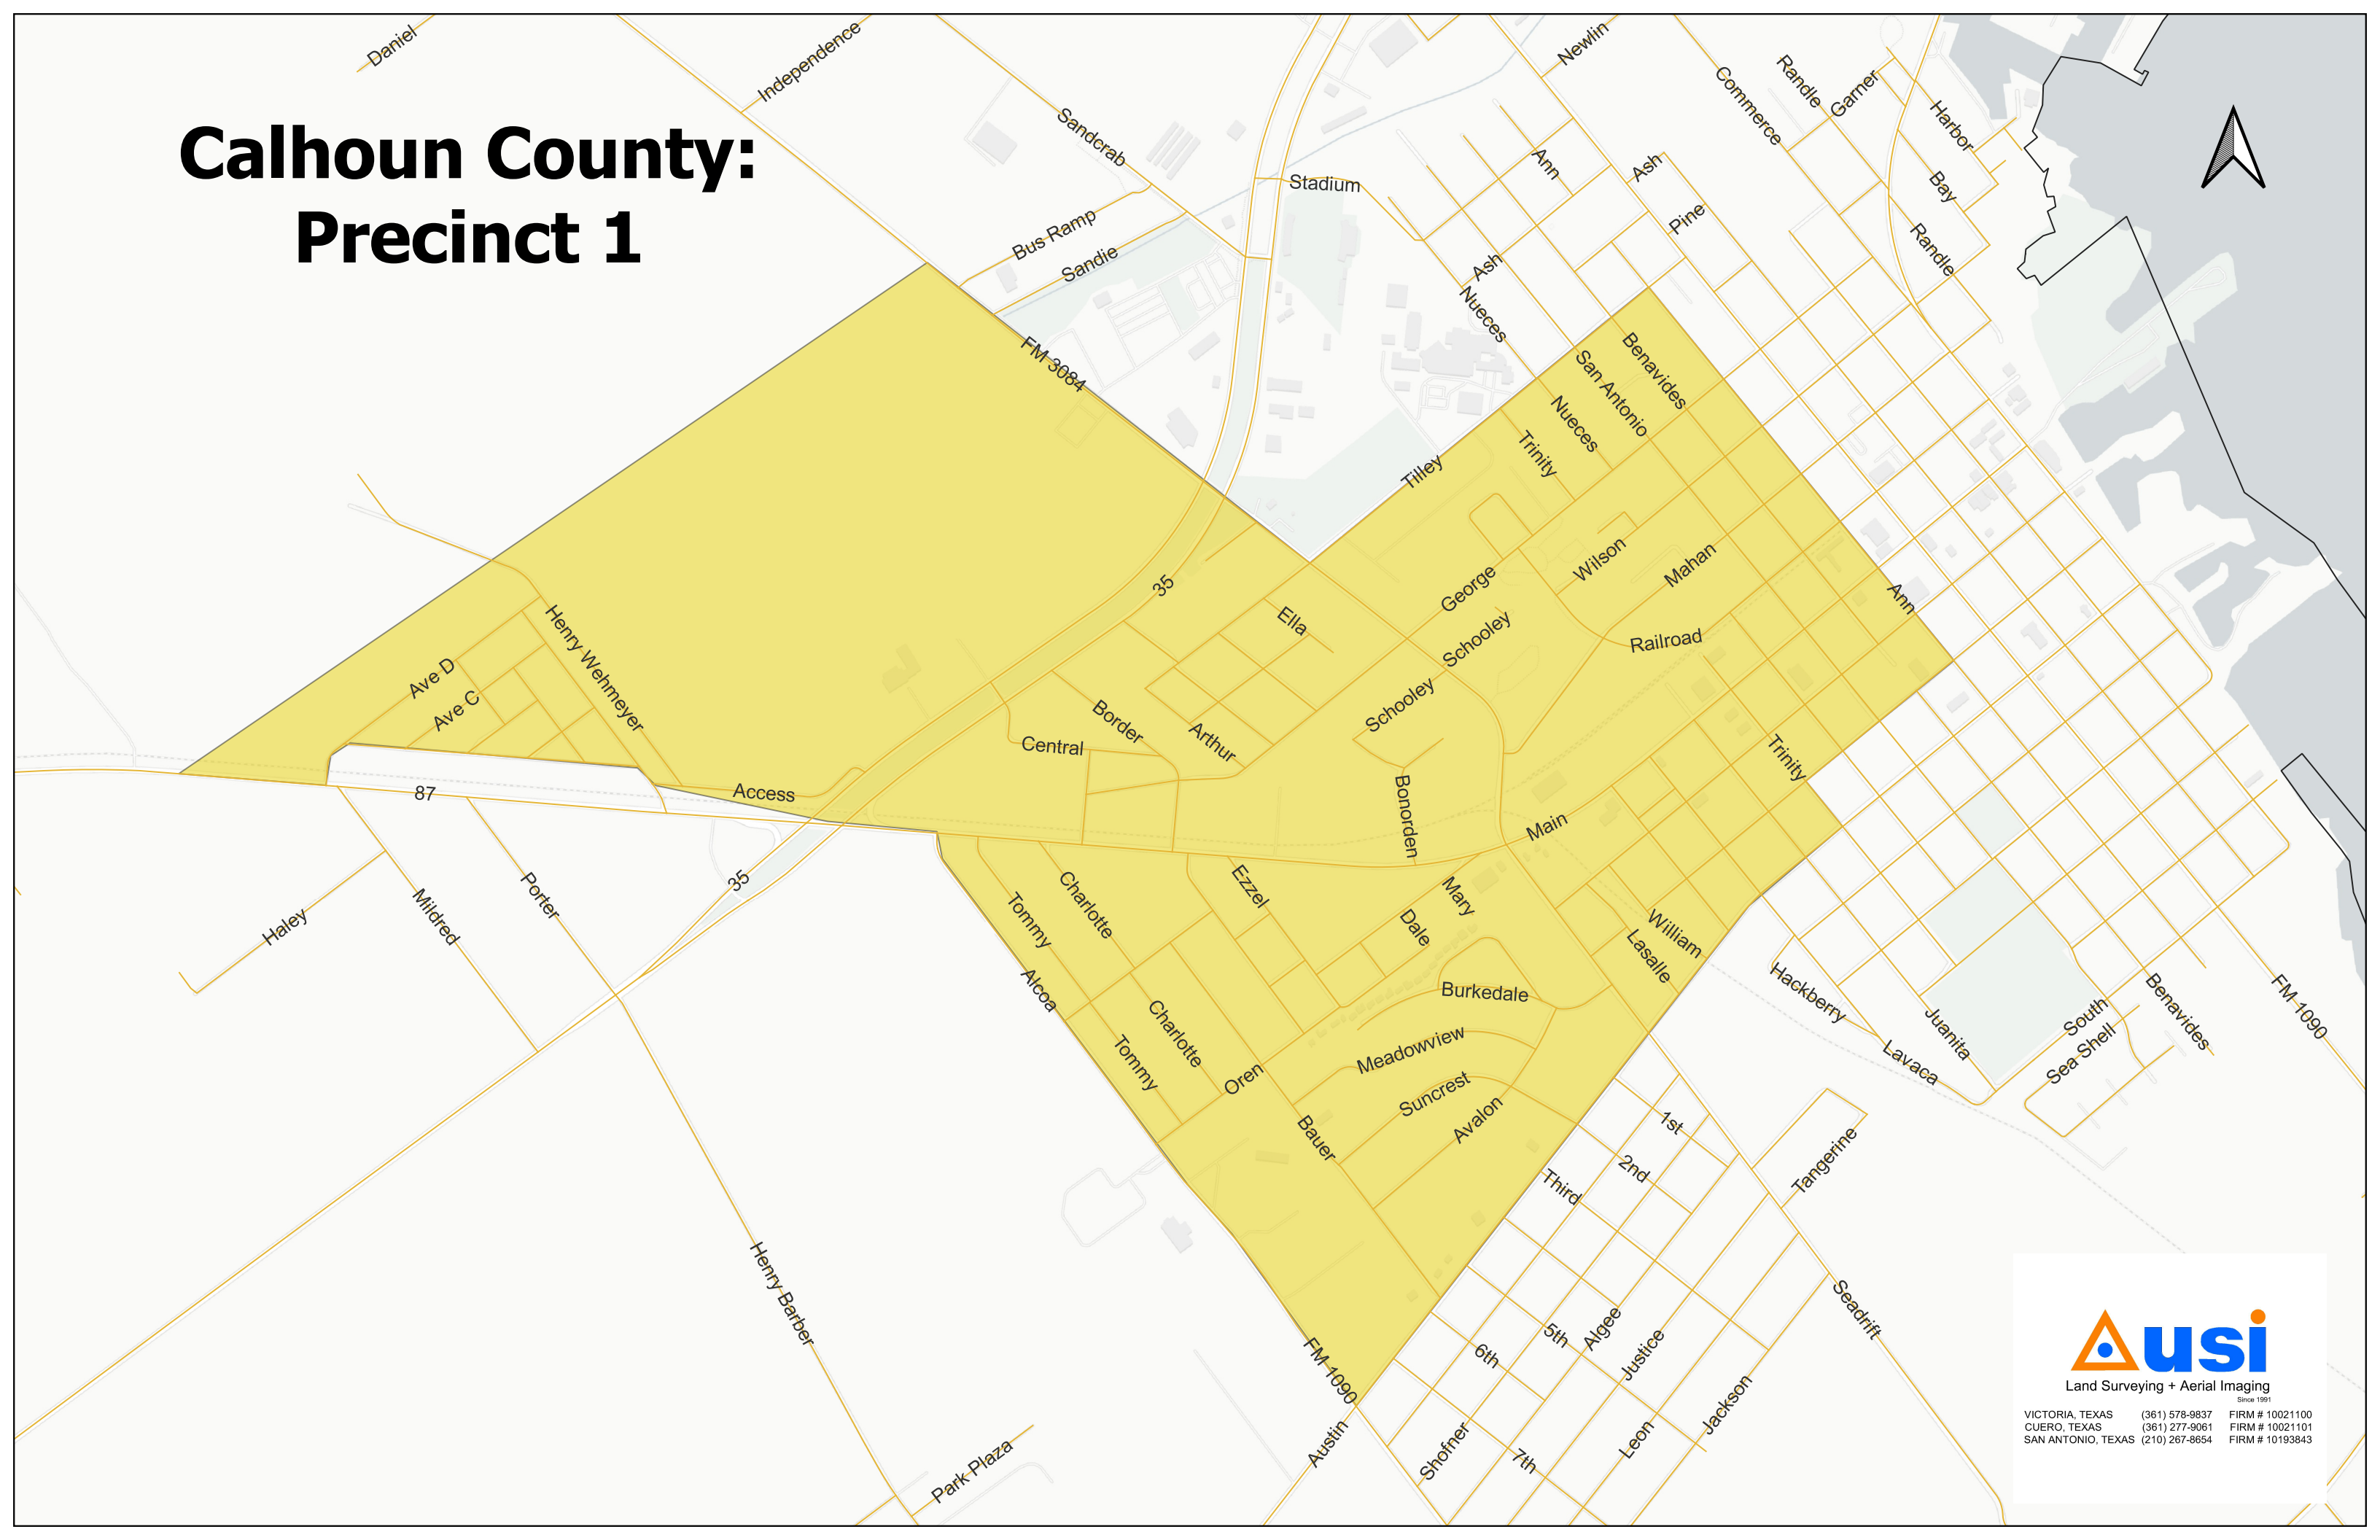 Calhoun County:
Precinct 1
Daniel
Independence
Sandcrab
Newlin
Commerce
Randle
Garner
Harbor
Bay
Randle
Stadium
Ann
Ash
Pine
Ash
Bus Ramp
Sandie
Nueces
FM 3084
Benavides
San Antonio
Nueces
Trinity
Tilley
Wilson
Mahan
George
Schooley
Railroad
Ann
35
Ella
Henry Wehmeyer
Ave D
Ave C
Schooley
Border
Arthur
Central
Trinity
Access
87
Bonorden
Main
35
Haley
Mildred
Porter
Tommy
Charlotte
Ezzel
Mary
Dale
William
Lasalle
Alcoa
Burkedale
Charlotte
Tommy
Meadowview
Oren
Suncrest
Avalon
Bauer
Hackberry
Juanita
Lavaca
South
Sea Shell
Benavides
FM 1090
1st
2nd
Third
Tangerine
Henry Barber
Seadrift
FM 1090
6th
5th
Algee
Justice
Jackson
Leon
Austin
Shofner
7th
Park Plaza
usi
Land Surveying + Aerial Imaging
Since 1991
VICTORIA, TEXAS (361) 578-9837 FIRM # 10021100
CUERO, TEXAS (361) 277-9061 FIRM # 10021101
SAN ANTONIO, TEXAS (210) 267-8654 FIRM # 10193843